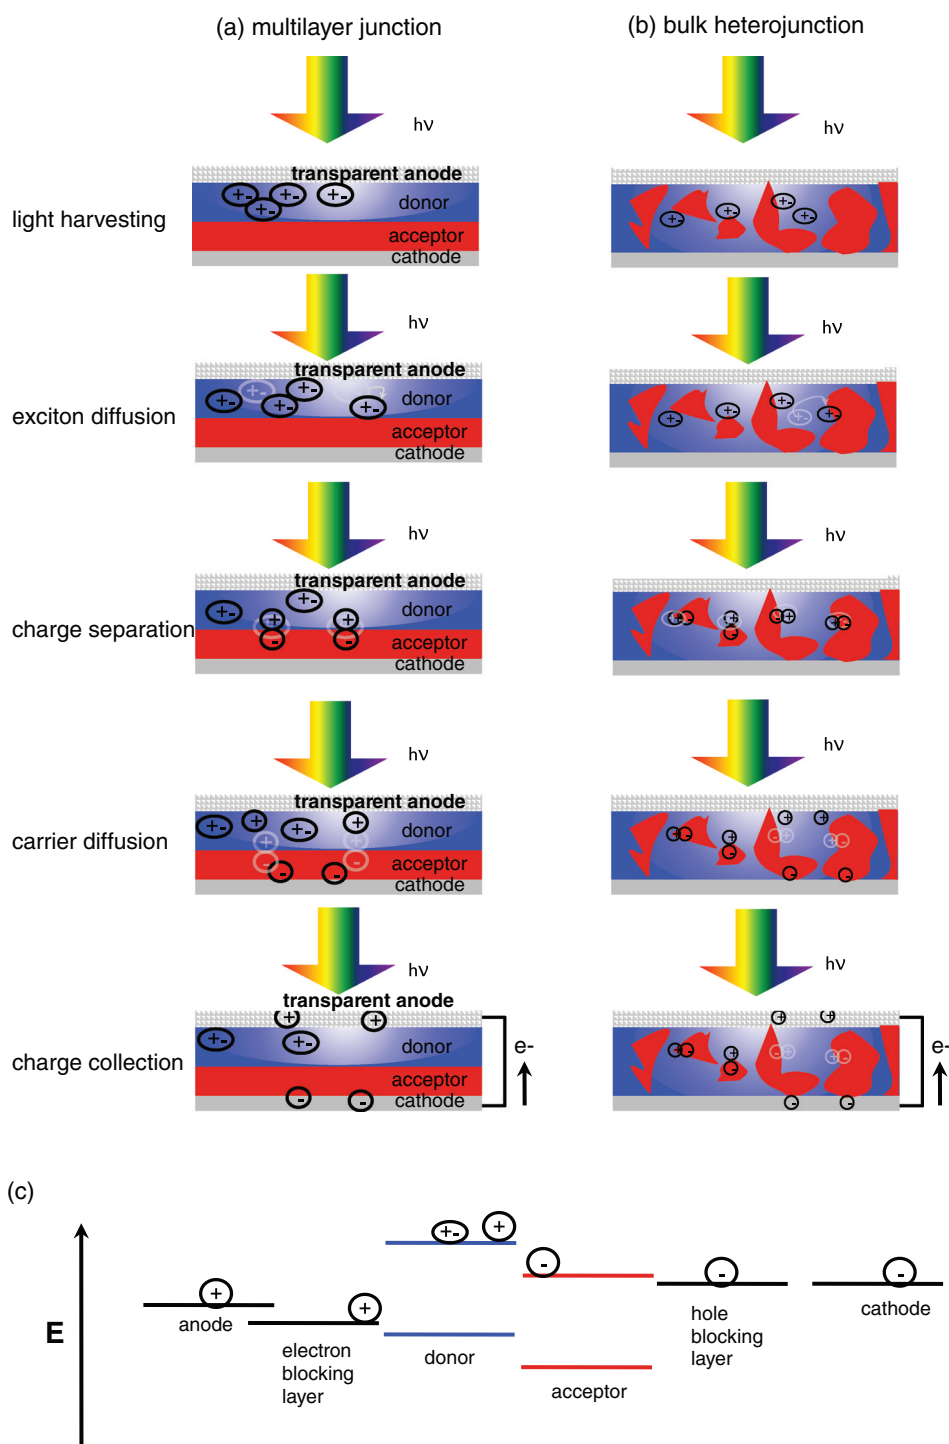 (a) multilayer junction
(b) bulk heterojunction
hν
hν
light harvesting
transparent anode
donor
acceptor
cathode
+-
+-
+-
+-
+-
+-
+-
+-
hν
hν
exciton diffusion
transparent anode
donor
acceptor
cathode
+-
+-
+-
+-
+-
+-
+-
+-
+-
+-
hν
hν
charge separation
transparent anode
donor
acceptor
cathode
+-
+-
+
-
+
-
+-
+
-
-+
+-
hν
hν
carrier diffusion
transparent anode
donor
acceptor
cathode
+-
+
+-
+
+
-
+
-
-
-
+
+
+-
+
-
-+
+-
-
-
hν
hν
charge collection
transparent anode
donor
acceptor
cathode
+
+
+-
+-
-
-
e-
+
+
+-
+
-
-+
+-
-
-
e-
(c)
E
+
anode
+
electron
blocking
layer
+-
+
donor
-
acceptor
-
hole
blocking
layer
-
cathode